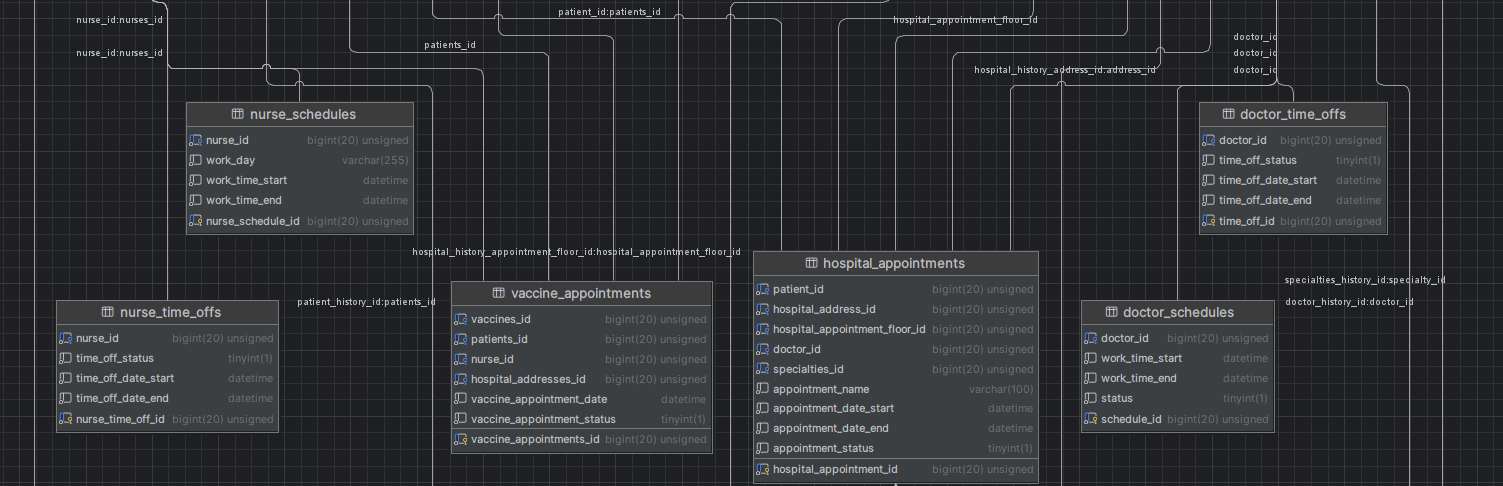 patient_id:patients_id
nurse_id:nurses_id
hospital_appointment_floor_id
doctor_id
patients_id
nurse_id:nurses_id
doctor_id
hospital_history_address_id:address_id
doctor_id
nurse_schedules
nurse_id bigint(20) unsigned
work_day varchar(255)
work_time_start datetime
work_time_end datetime
nurse_schedule_id bigint(20) unsigned
doctor_time_offs
doctor_id bigint(20) unsigned
time_off_status tinyint(1)
time_off_date_start datetime
time_off_date_end datetime
time_off_id bigint(20) unsigned
hospital_history_appointment_floor_id:hospital_appointment_floor_id
specialties_history_id:specialty_id
patient_history_id:patients_id
doctor_history_id:doctor_id
nurse_time_offs
nurse_id bigint(20) unsigned
time_off_status tinyint(1)
time_off_date_start datetime
time_off_date_end datetime
nurse_time_off_id bigint(20) unsigned
vaccine_appointments
vaccines_id bigint(20) unsigned
patients_id bigint(20) unsigned
nurse_id bigint(20) unsigned
hospital_addresses_id bigint(20) unsigned
vaccine_appointment_date datetime
vaccine_appointment_status tinyint(1)
vaccine_appointments_id bigint(20) unsigned
hospital_appointments
patient_id bigint(20) unsigned
hospital_address_id bigint(20) unsigned
hospital_appointment_floor_id bigint(20) unsigned
doctor_id bigint(20) unsigned
specialties_id bigint(20) unsigned
appointment_name varchar(100)
appointment_date_start datetime
appointment_date_end datetime
appointment_status tinyint(1)
hospital_appointment_id bigint(20) unsigned
doctor_schedules
doctor_id bigint(20) unsigned
work_time_start datetime
work_time_end datetime
status tinyint(1)
schedule_id bigint(20) unsigned